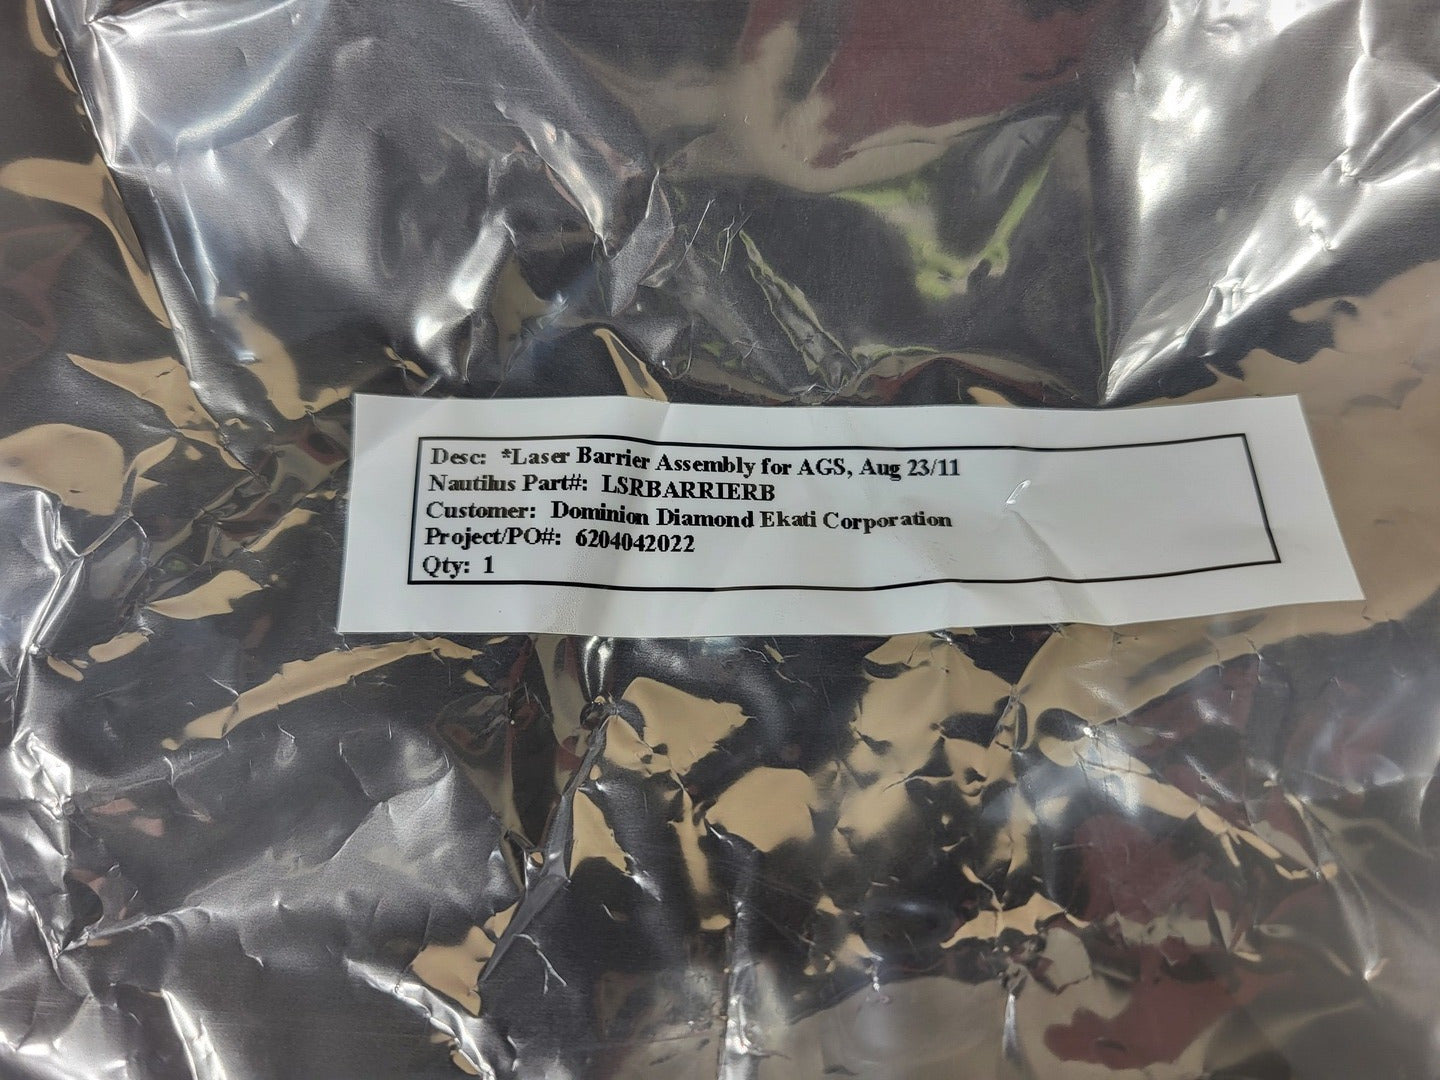 Desc: *Laser Barrier Assembly for AGS, Aug 23/11
Nautilus Part#: LSRBARRIERB
Customer: Dominion Diamond Ekati Corporation
Project/PO#: 6204042022
Qty: 1